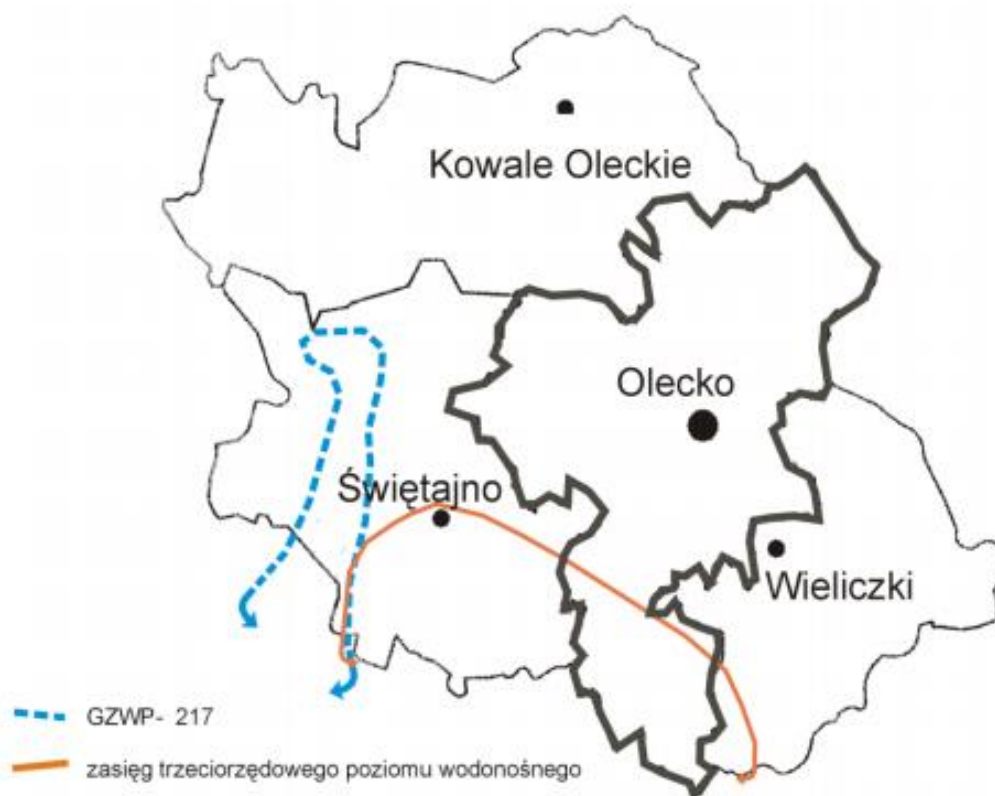 Kowale Oleckie
Olecko
Świętajno
Wieliczki
GZWP- 217
zasięg trzeciorzędowego poziomu wodonośnego